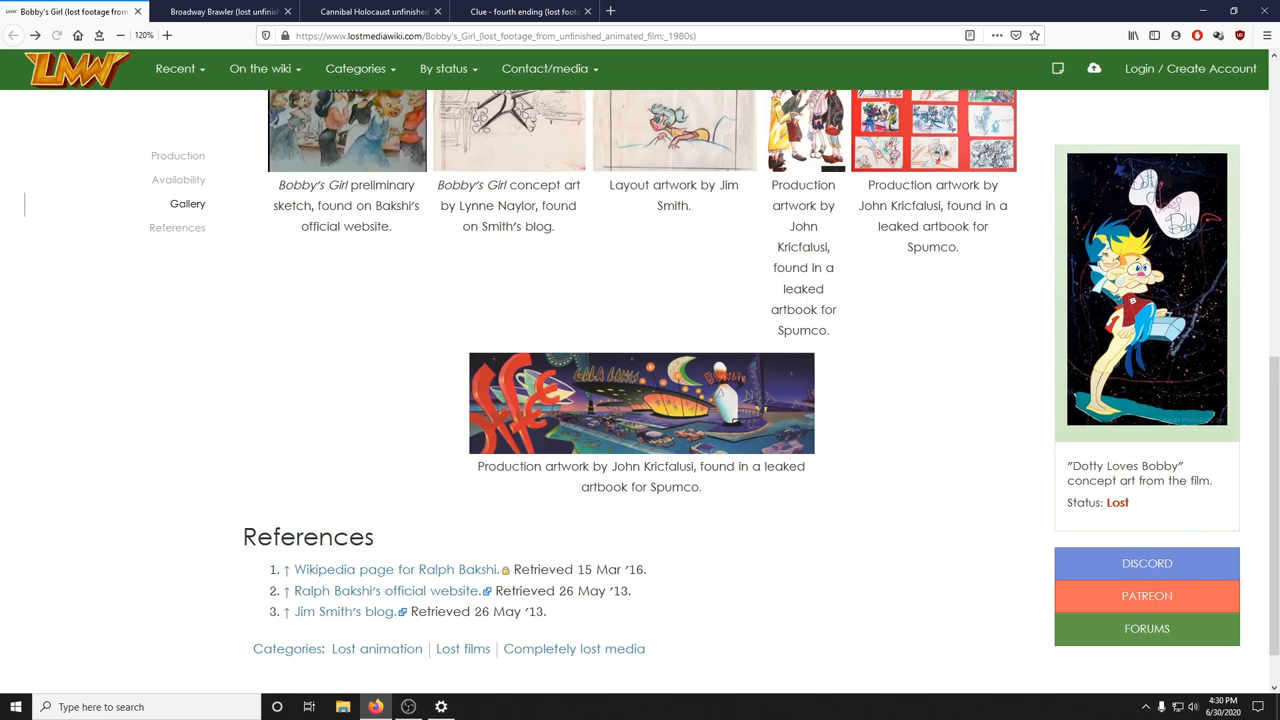 Bobby's Girl (lost footage from
Broadway Brawler (lost unfinish
Cannibal Holocaust unfinished
Clue - fourth ending (lost foota
120%
https://www.lostmediawiki.com/Bobby's_Girl_(lost_footage_from_unfinished_animated_film;_1980s)
LMW
Recent
On the wiki
Categories
By status
Contact/media
Login / Create Account
Production
Availability
Gallery
References
Bobby's Girl preliminary
sketch, found on Bakshi's
official website.
Bobby's Girl concept art
by Lynne Naylor, found
on Smith's blog.
Layout artwork by Jim
Smith.
Production
artwork by
John
Kricfalusi,
found in a
leaked
artbook for
Spumco.
Production artwork by
John Kricfalusi, found in a
leaked artbook for
Spumco.
Production artwork by John Kricfalusi, found in a leaked
artbook for Spumco.
Dotty
Loves
Bobby
"Dotty Loves Bobby"
concept art from the film.
Status: Lost
DISCORD
PATREON
FORUMS
References
1. ↑ Wikipedia page for Ralph Bakshi. Retrieved 15 Mar '16.
2. ↑ Ralph Bakshi's official website. Retrieved 26 May '13.
3. ↑ Jim Smith's blog. Retrieved 26 May '13.
Categories: Lost animation | Lost films | Completely lost media
Type here to search
4:30 PM
6/30/2020